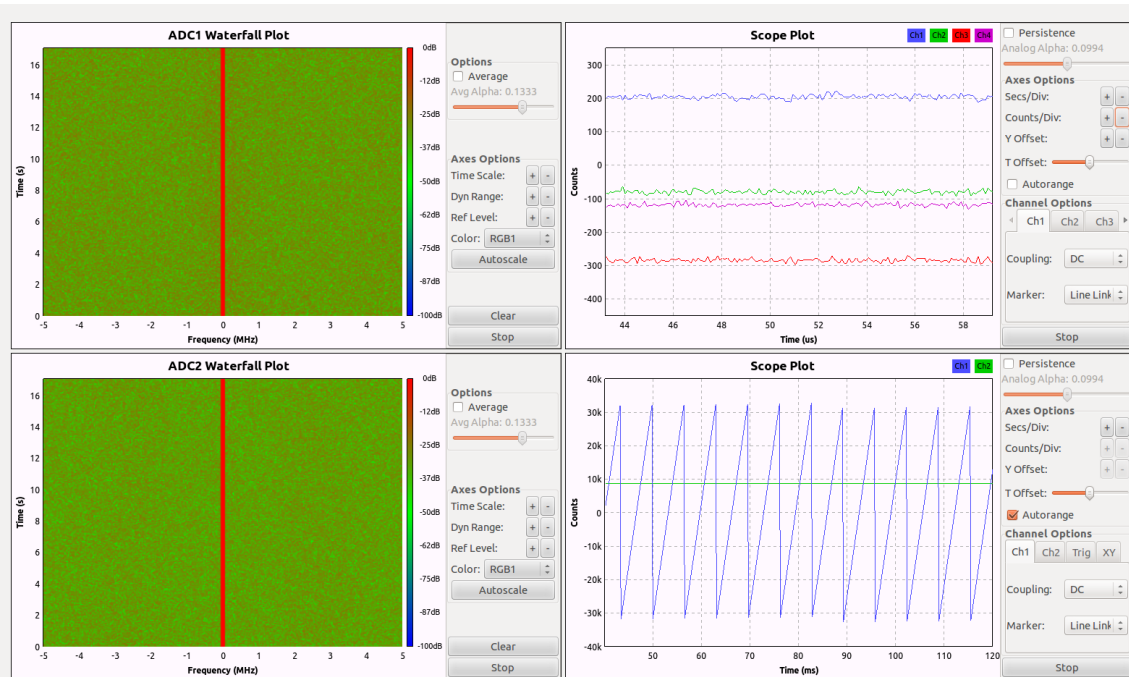 ADC1 Waterfall Plot
0dB
-12dB
-25dB
-37dB
-50dB
-62dB
-75dB
-87dB
-100dB
16
14
12
10
8
6
4
2
0
Time (s)
-5 -4 -3 -2 -1 0 1 2 3 4 5
Frequency (MHz)
Options
Average
Avg Alpha: 0.1333
Axes Options
Time Scale: + -
Dyn Range: + -
Ref Level: + -
Color: RGB1
Autoscale
Clear
Stop
Scope Plot
Ch1 Ch2 Ch3 Ch4
300
200
100
0
-100
-200
-300
-400
Counts
44 46 48 50 52 54 56 58
Time (us)
Persistence
Analog Alpha: 0.0994
Axes Options
Secs/Div: + -
Counts/Div: + -
Y Offset: + -
T Offset:
Autorange
Channel Options
Ch1 Ch2 Ch3
Coupling: DC
Marker: Line Link
Stop
ADC2 Waterfall Plot
0dB
-12dB
-25dB
-37dB
-50dB
-62dB
-75dB
-87dB
-100dB
16
14
12
10
8
6
4
2
0
Time (s)
-5 -4 -3 -2 -1 0 1 2 3 4 5
Frequency (MHz)
Options
Average
Avg Alpha: 0.1333
Axes Options
Time Scale: + -
Dyn Range: + -
Ref Level: + -
Color: RGB1
Autoscale
Clear
Stop
Scope Plot
Ch1 Ch2
40k
30k
20k
10k
0
-10k
-20k
-30k
-40k
Counts
50 60 70 80 90 100 110 120
Time (ms)
Persistence
Analog Alpha: 0.0994
Axes Options
Secs/Div: + -
Counts/Div: + -
Y Offset: + -
T Offset:
Autorange
Channel Options
Ch1 Ch2 Trig XY
Coupling: DC
Marker: Line Link
Stop